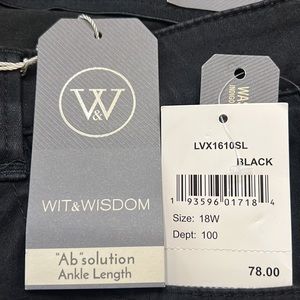 W&W
WIT&WISDOM
"Ab"solution
Ankle Length
LVX1610SL
BLACK
1 93596 01718 4
Size: 18W
Dept: 100
78.00